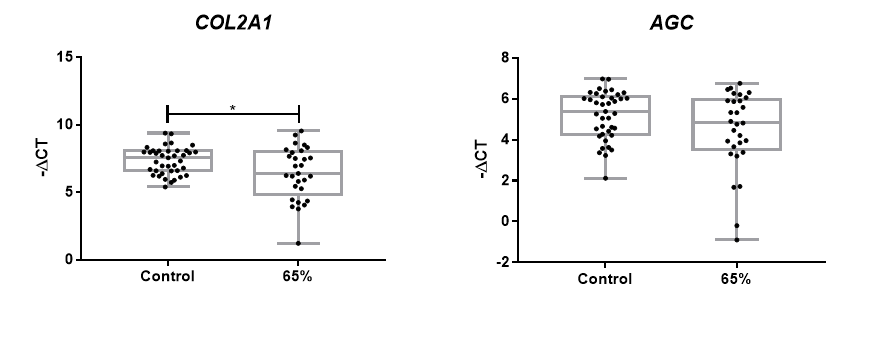 COL2A1
15
10
5
0
-ΔCT
*
Control
65%
AGC
8
6
4
2
0
-2
-ΔCT
Control
65%